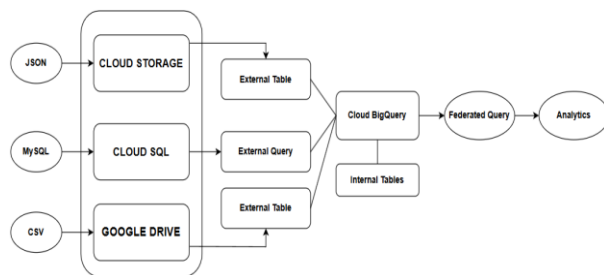 JSON
CLOUD STORAGE
External Table
MySQL
CLOUD SQL
External Query
Cloud BigQuery
Federated Query
Analytics
Internal Tables
CSV
GOOGLE DRIVE
External Table